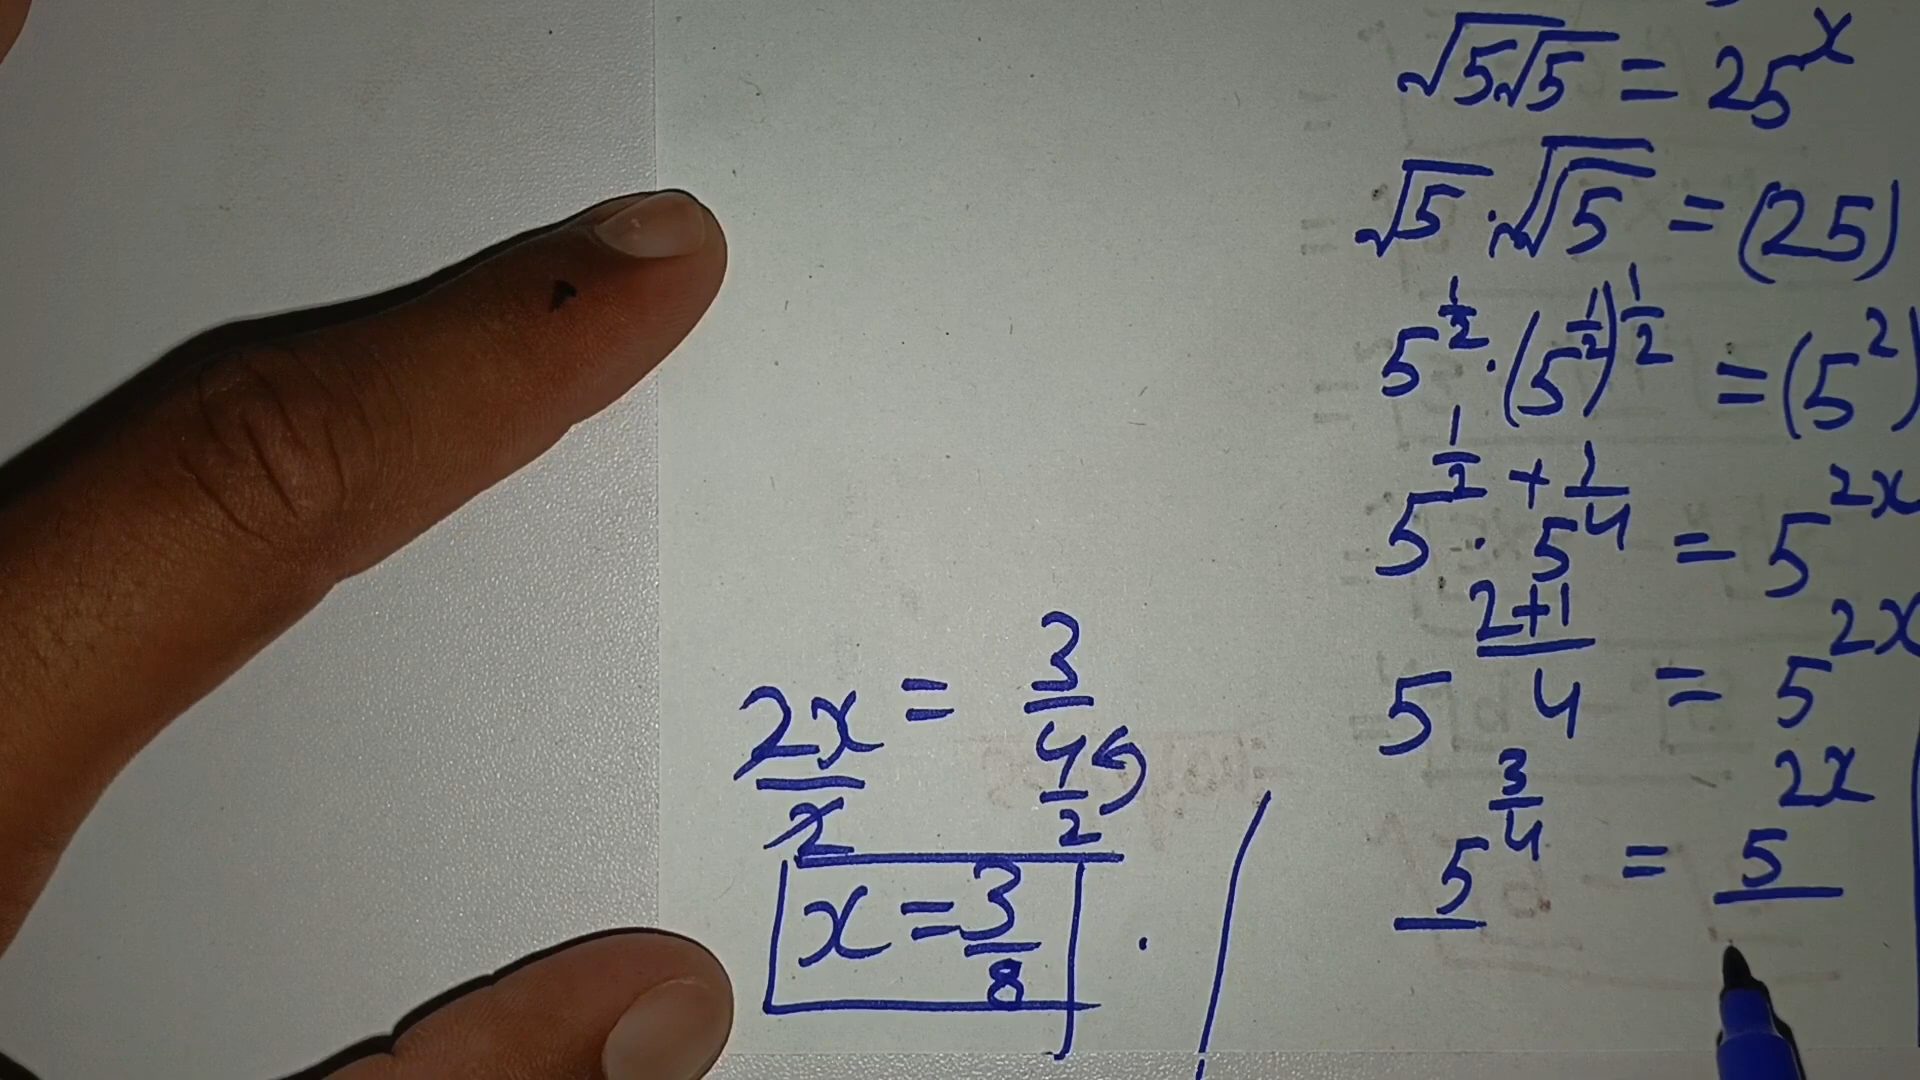 √(5√5) = 25^x
√5 · √(√5) = (25)
5^(1/2) · (5^(1/2))^(1/2) = (5^2)
5^(1/2) + · 5^(1/4) = 5^(2x)
5^((2+1)/4) = 5^(2x)
5^(3/4) = 5^(2x)
2x/2 = 3/4/2
x = 3/8 .